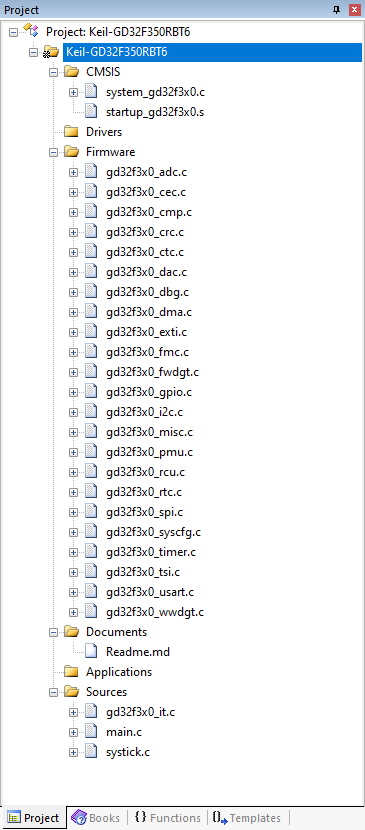 Project
Project: Keil-GD32F350RBT6
Keil-GD32F350RBT6
CMSIS
system_gd32f3x0.c
startup_gd32f3x0.s
Drivers
Firmware
gd32f3x0_adc.c
gd32f3x0_cec.c
gd32f3x0_cmp.c
gd32f3x0_crc.c
gd32f3x0_ctc.c
gd32f3x0_dac.c
gd32f3x0_dbg.c
gd32f3x0_dma.c
gd32f3x0_exti.c
gd32f3x0_fmc.c
gd32f3x0_fwdgt.c
gd32f3x0_gpio.c
gd32f3x0_i2c.c
gd32f3x0_misc.c
gd32f3x0_pmu.c
gd32f3x0_rcu.c
gd32f3x0_rtc.c
gd32f3x0_spi.c
gd32f3x0_syscfg.c
gd32f3x0_timer.c
gd32f3x0_tsi.c
gd32f3x0_usart.c
gd32f3x0_wwdgt.c
Documents
Readme.md
Applications
Sources
gd32f3x0_it.c
main.c
systick.c
Project Books {} Functions 0 Templates